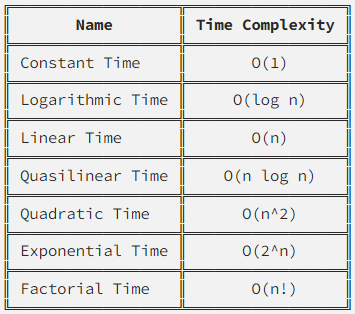 Name Time Complexity
Constant Time O(1)
Logarithmic Time O(log n)
Linear Time O(n)
Quasilinear Time O(n log n)
Quadratic Time O(n^2)
Exponential Time O(2^n)
Factorial Time O(n!)